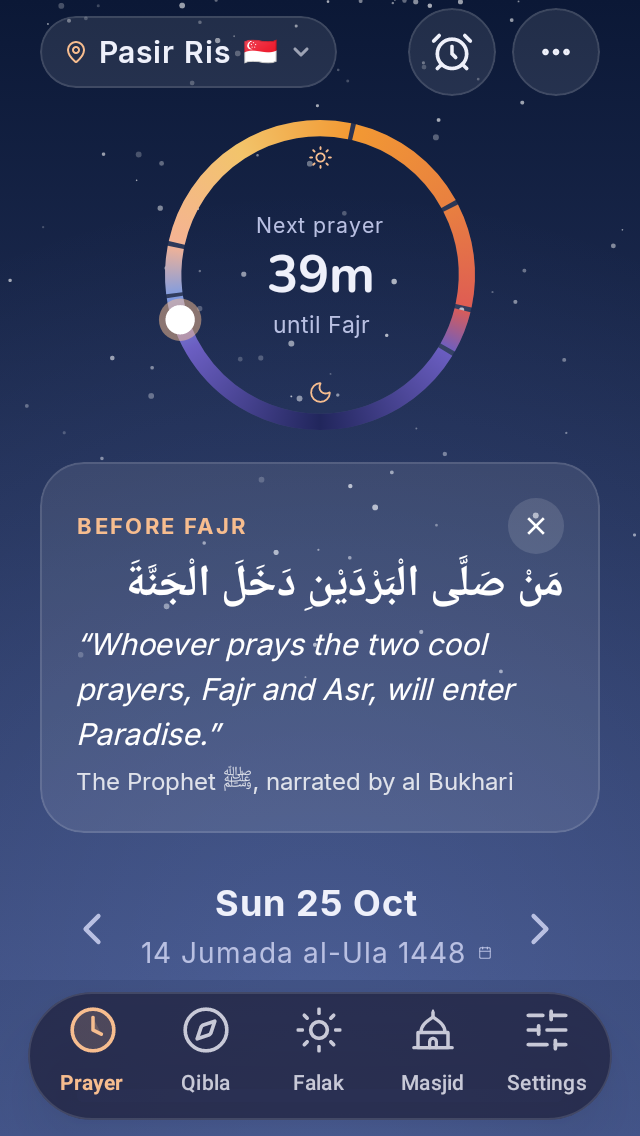 Pasir Ris 🇸🇬
Next prayer
39m
until Fajr
BEFORE FAJR
مَنْ صَلَّى الْبَرْدَيْنِ دَخَلَ الْجَنَّةَ
“Whoever prays the two cool
prayers, Fajr and Asr, will enter
Paradise.”
The Prophet ﷺ, narrated by al Bukhari
Sun 25 Oct
14 Jumada al-Ula 1448
Prayer
Qibla
Falak
Masjid
Settings